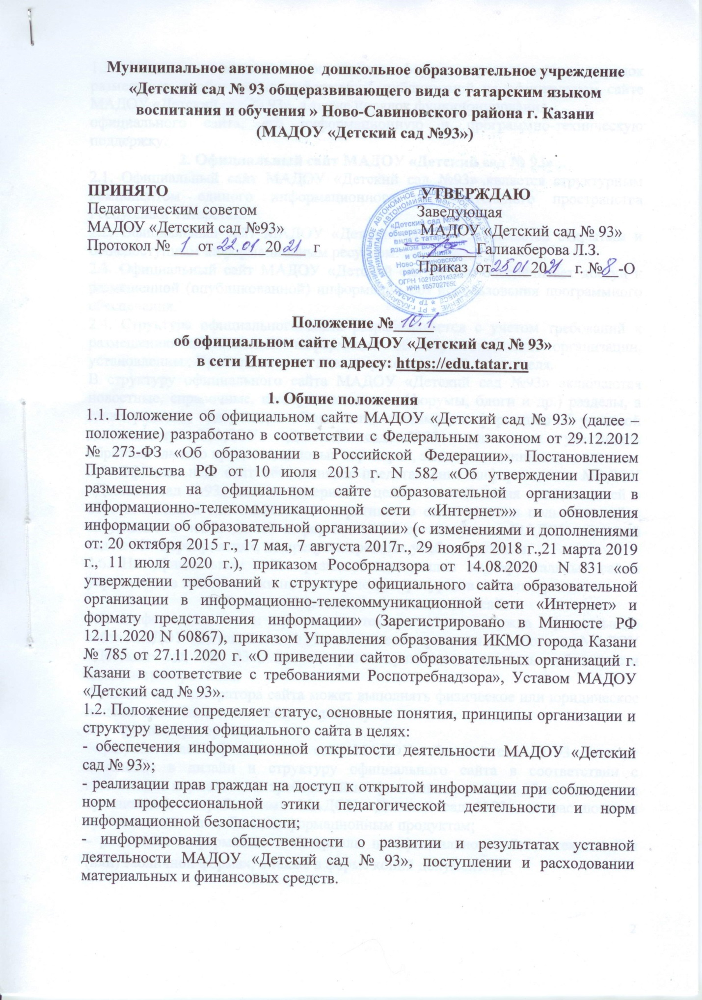 Муниципальное автономное дошкольное образовательное учреждение
«Детский сад № 93 общеразвивающего вида с татарским языком
воспитания и обучения » Ново-Савиновского района г. Казани
(МАДОУ «Детский сад №93»)
ПРИНЯТО
Педагогическим советом
МАДОУ «Детский сад №93»
Протокол № 1 от 22.01 2021 г
УТВЕРЖДАЮ
Заведующая
МАДОУ «Детский сад № 93»
Галиакберова Л.З.
Приказ от 25.01 2021 г. № 8 -О
«Детский сад №93
общеразвивающего
вида с татарским
языком воспитания
и обучения»
Ново-Савиновского
района
ОГРН 1021603143242
ИНН 165702765
Положение № 10.1
об официальном сайте МАДОУ «Детский сад № 93»
в сети Интернет по адресу: https://edu.tatar.ru
1. Общие положения
1.1. Положение об официальном сайте МАДОУ «Детский сад № 93» (далее –
положение) разработано в соответствии с Федеральным законом от 29.12.2012
№ 273-ФЗ «Об образовании в Российской Федерации», Постановлением
Правительства РФ от 10 июля 2013 г. N 582 «Об утверждении Правил
размещения на официальном сайте образовательной организации в
информационно-телекоммуникационной сети «Интернет»» и обновления
информации об образовательной организации» (с изменениями и дополнениями
от: 20 октября 2015 г., 17 мая, 7 августа 2017г., 29 ноября 2018 г.,21 марта 2019
г., 11 июля 2020 г.), приказом Рособрнадзора от 14.08.2020 N 831 «об
утверждении требований к структуре официального сайта образовательной
организации в информационно-телекоммуникационной сети «Интернет» и
формату представления информации» (Зарегистрировано в Минюсте РФ
12.11.2020 N 60867), приказом Управления образования ИКМО города Казани
№ 785 от 27.11.2020 г. «О приведении сайтов образовательных организаций г.
Казани в соответствие с требованиями Роспотребнадзора», Уставом МАДОУ
«Детский сад № 93».
1.2. Положение определяет статус, основные понятия, принципы организации и
структуру ведения официального сайта в целях:
- обеспечения информационной открытости деятельности МАДОУ «Детский
сад № 93»;
- реализации прав граждан на доступ к открытой информации при соблюдении
норм профессиональной этики педагогической деятельности и норм
информационной безопасности;
- информирования общественности о развитии и результатах уставной
деятельности МАДОУ «Детский сад № 93», поступлении и расходовании
материальных и финансовых средств.
2